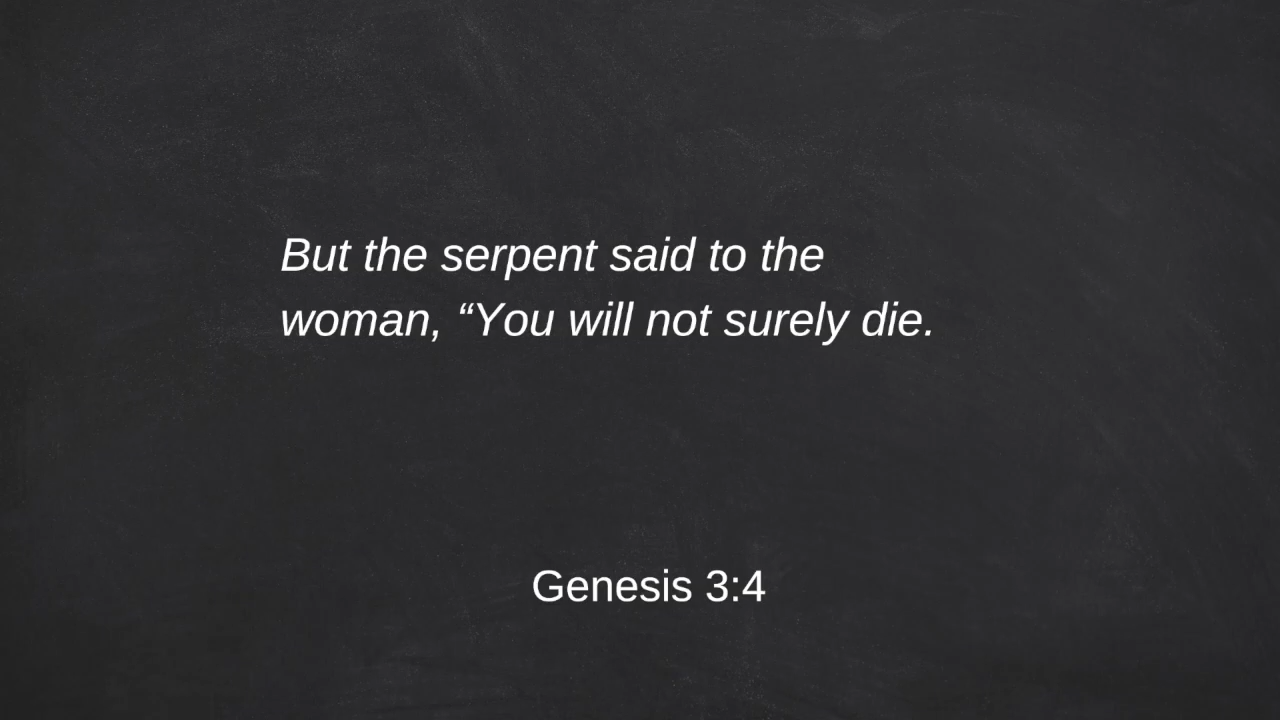 But the serpent said to the
woman, “You will not surely die.
Genesis 3:4